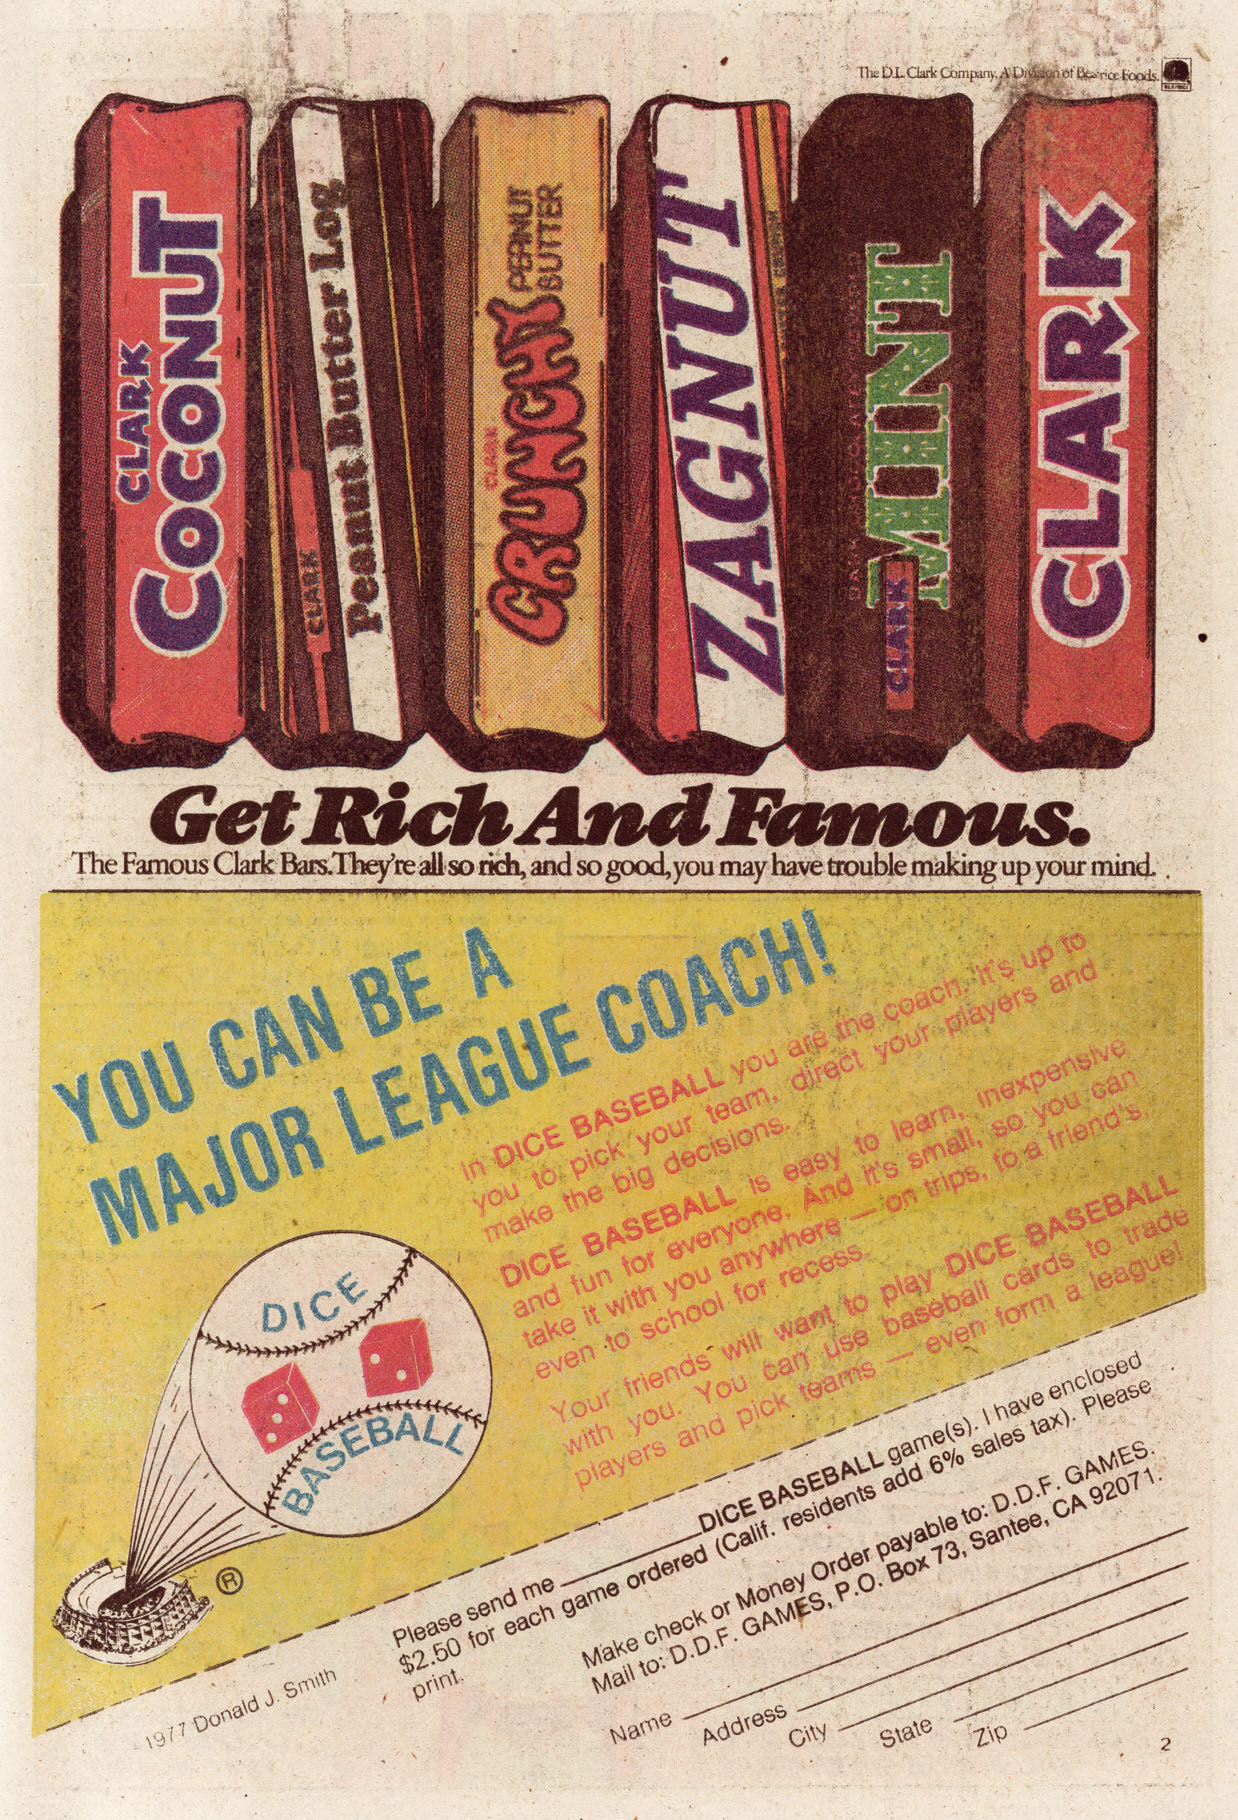 The D.L. Clark Company. A Division of Beatrice Foods.
BEATRICE
CLARK
COCONUT
CLARK
Peanut Butter Log
CLARK
CRUNCHY
PEANUT
BUTTER
ZAGNUT
MINT
CLARK
CLARK
Get Rich And Famous.
The Famous Clark Bars. They're all so rich, and so good, you may have trouble making up your mind.
YOU CAN BE A
MAJOR LEAGUE COACH!
In DICE BASEBALL you are the coach. It's up to
you to pick your team, direct your players and
make the big decisions.
DICE BASEBALL is easy to learn, inexpensive
and fun for everyone. And it's small, so you can
take it with you anywhere — on trips, to a friend's,
even to school for recess.
Your friends will want to play DICE BASEBALL
with you. You can use baseball cards to trade
players and pick teams — even form a league!
DICE
BASEBALL
®
1977 Donald J. Smith
Please send me ________ DICE BASEBALL game(s). I have enclosed
$2.50 for each game ordered (Calif. residents add 6% sales tax). Please
print.
Make check or Money Order payable to: D.D.F. GAMES.
Mail to: D.D.F. GAMES, P.O. Box 73, Santee, CA 92071.
Name
Address
City
State
Zip
2